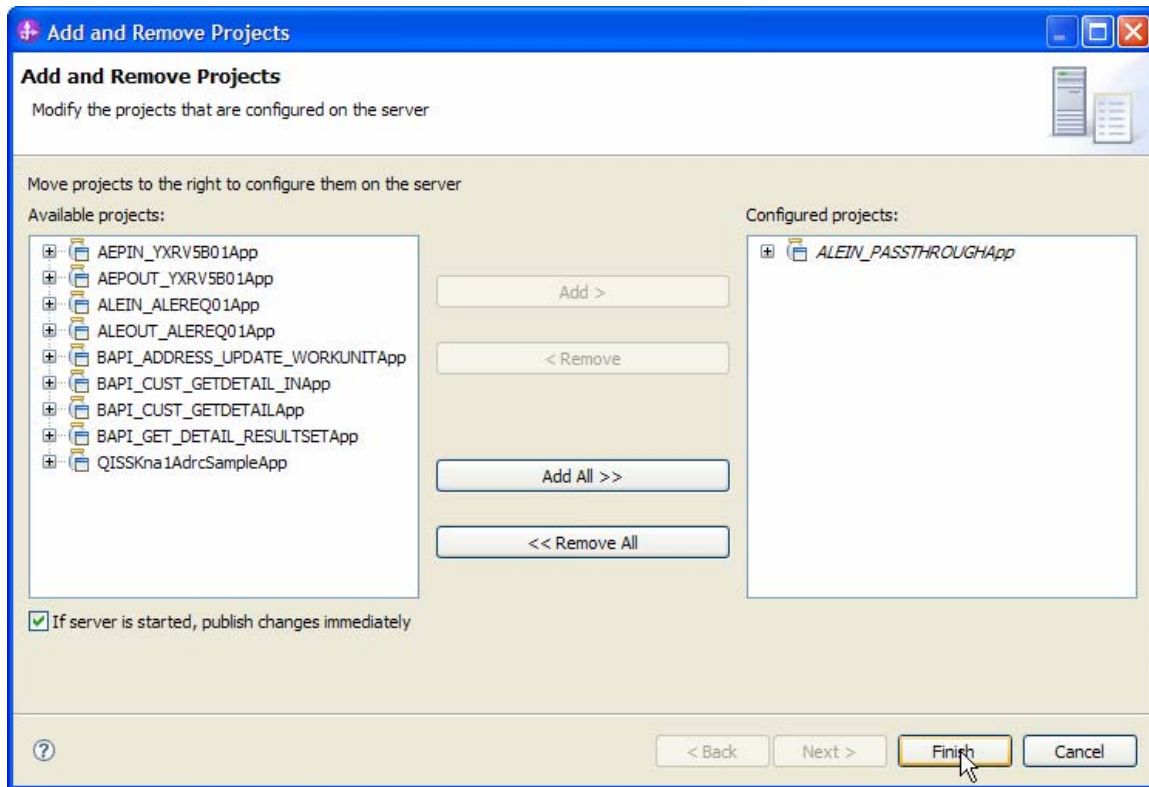 Add and Remove Projects
Add and Remove Projects
Modify the projects that are configured on the server
Move projects to the right to configure them on the server
Available projects:
Configured projects:
AEPIN_YXRV5B01App
AEPOUT_YXRV5B01App
ALEIN_ALEREQ01App
ALEOUT_ALEREQ01App
BAPI_ADDRESS_UPDATE_WORKUNITApp
BAPI_CUST_GETDETAIL_INApp
BAPI_CUST_GETDETAILApp
BAPI_GET_DETAIL_RESULTSETApp
QISSKna1AdrcSampleApp
Add >
< Remove
Add All >>
<< Remove All
ALEIN_PASSTHROUGHApp
If server is started, publish changes immediately
?
< Back
Next >
Finish
Cancel